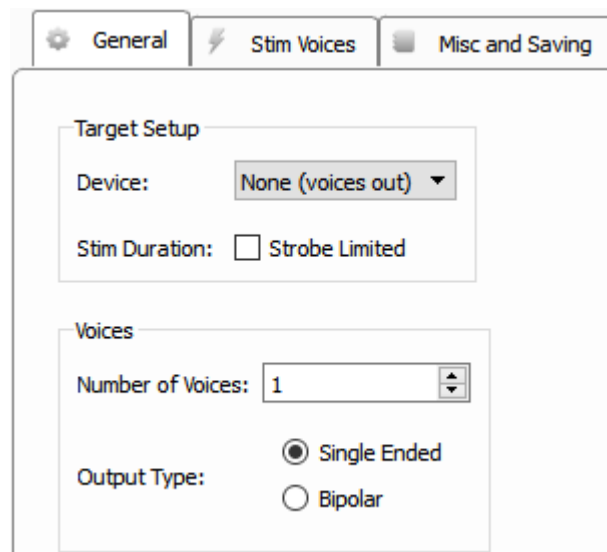 General
Stim Voices
Misc and Saving
Target Setup
Device: None (voices out)
Stim Duration: Strobe Limited
Voices
Number of Voices: 1
Single Ended
Output Type:
Bipolar